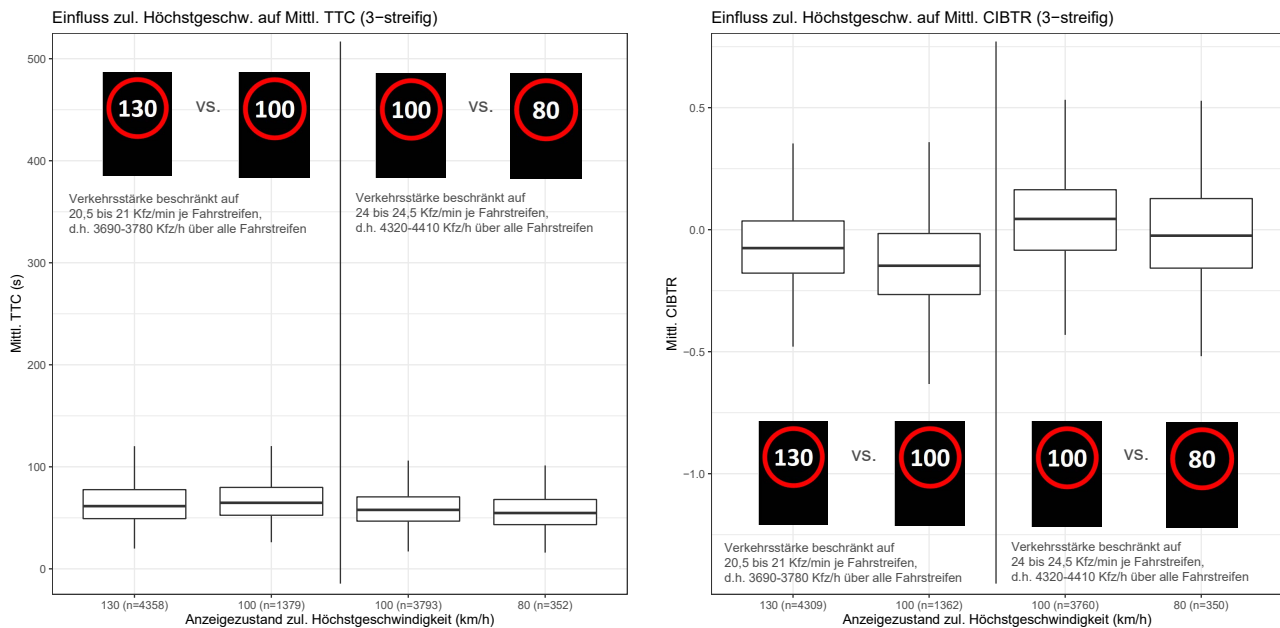 Einfluss zul. Höchstgeschw. auf Mittl. TTC (3−streifig)
500
400
300
200
100
0
Mittl. TTC (s)
130
VS.
100
100
VS.
80
Verkehrsstärke beschränkt auf
20,5 bis 21 Kfz/min je Fahrstreifen,
d.h. 3690-3780 Kfz/h über alle Fahrstreifen
Verkehrsstärke beschränkt auf
24 bis 24,5 Kfz/min je Fahrstreifen,
d.h. 4320-4410 Kfz/h über alle Fahrstreifen
130 (n=4358)
100 (n=1379)
100 (n=3793)
80 (n=352)
Anzeigezustand zul. Höchstgeschwindigkeit (km/h)
Einfluss zul. Höchstgeschw. auf Mittl. CIBTR (3−streifig)
0.5
0.0
−0.5
−1.0
Mittl. CIBTR
130
VS.
100
100
VS.
80
Verkehrsstärke beschränkt auf
20,5 bis 21 Kfz/min je Fahrstreifen,
d.h. 3690-3780 Kfz/h über alle Fahrstreifen
Verkehrsstärke beschränkt auf
24 bis 24,5 Kfz/min je Fahrstreifen,
d.h. 4320-4410 Kfz/h über alle Fahrstreifen
130 (n=4309)
100 (n=1362)
100 (n=3760)
80 (n=350)
Anzeigezustand zul. Höchstgeschwindigkeit (km/h)